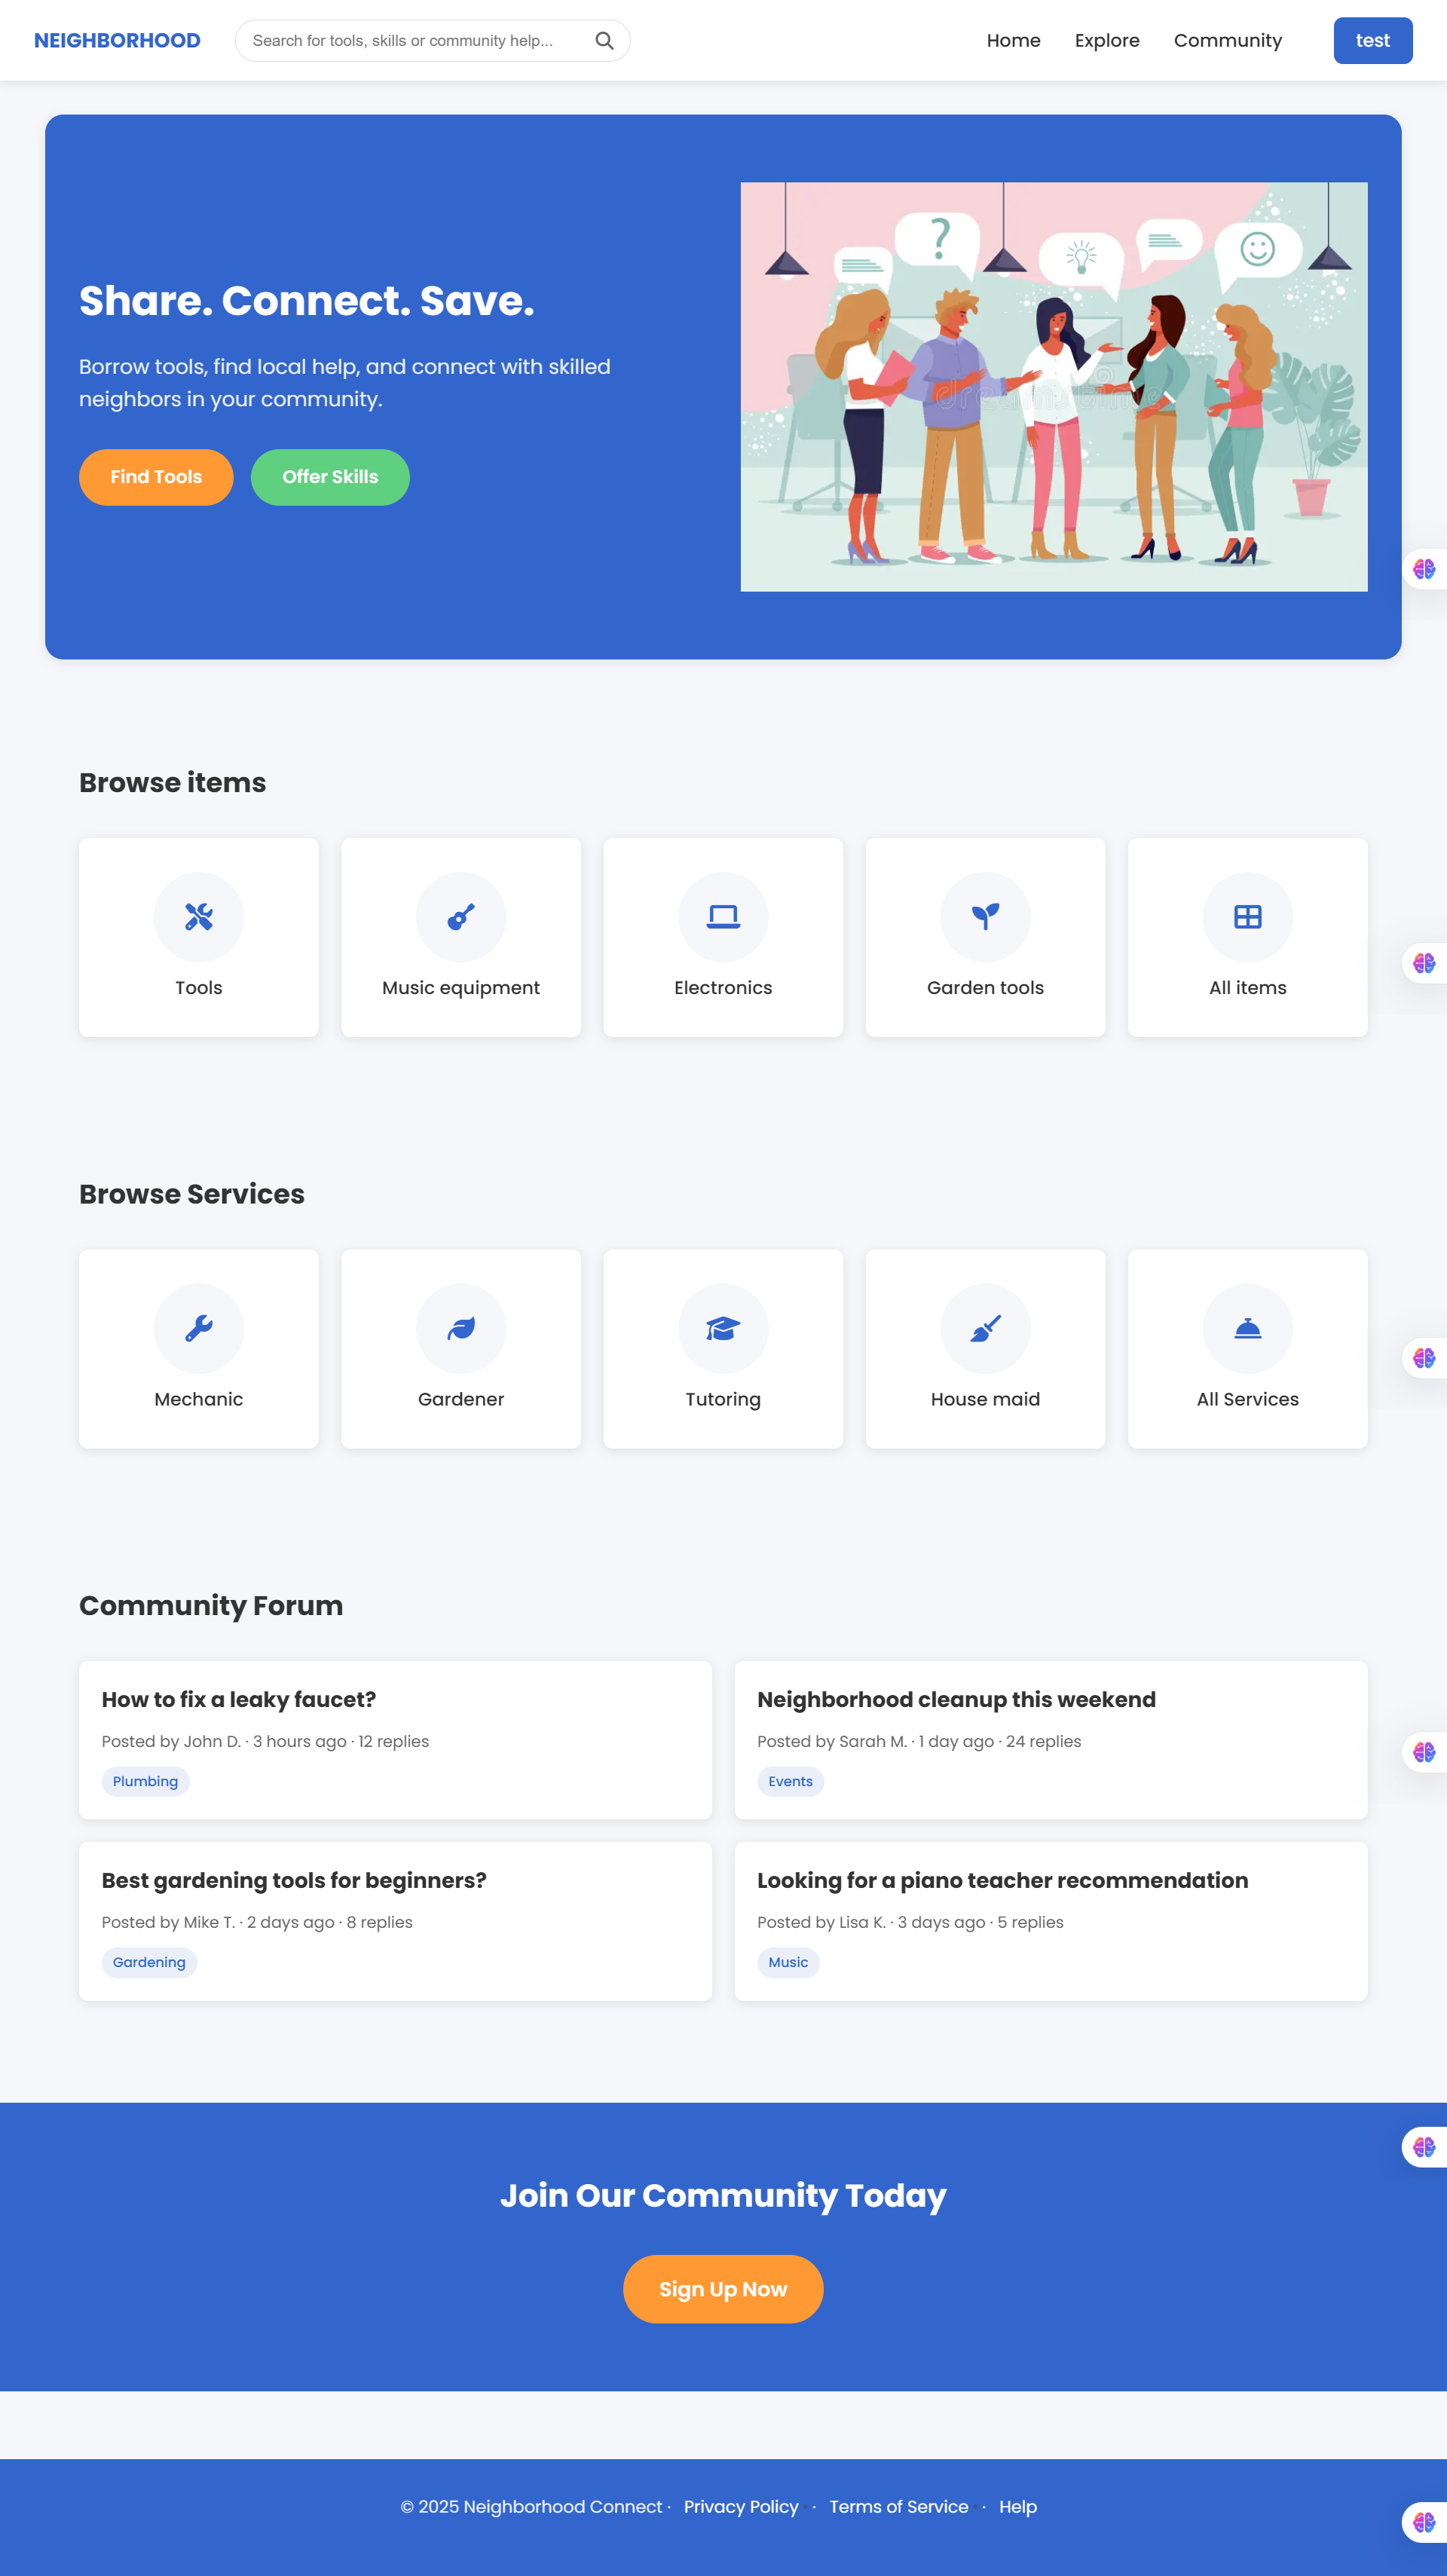 NEIGHBORHOOD
Search for tools, skills or community help...
Home
Explore
Community
test
Share. Connect. Save.
Borrow tools, find local help, and connect with skilled
neighbors in your community.
Find Tools
Offer Skills
?
dreamstime
Browse items
Tools
Music equipment
Electronics
Garden tools
All items
Browse Services
Mechanic
Gardener
Tutoring
House maid
All Services
Community Forum
How to fix a leaky faucet?
Posted by John D. · 3 hours ago · 12 replies
Plumbing
Neighborhood cleanup this weekend
Posted by Sarah M. · 1 day ago · 24 replies
Events
Best gardening tools for beginners?
Posted by Mike T. · 2 days ago · 8 replies
Gardening
Looking for a piano teacher recommendation
Posted by Lisa K. · 3 days ago · 5 replies
Music
Join Our Community Today
Sign Up Now
© 2025 Neighborhood Connect · Privacy Policy · · Terms of Service · · Help